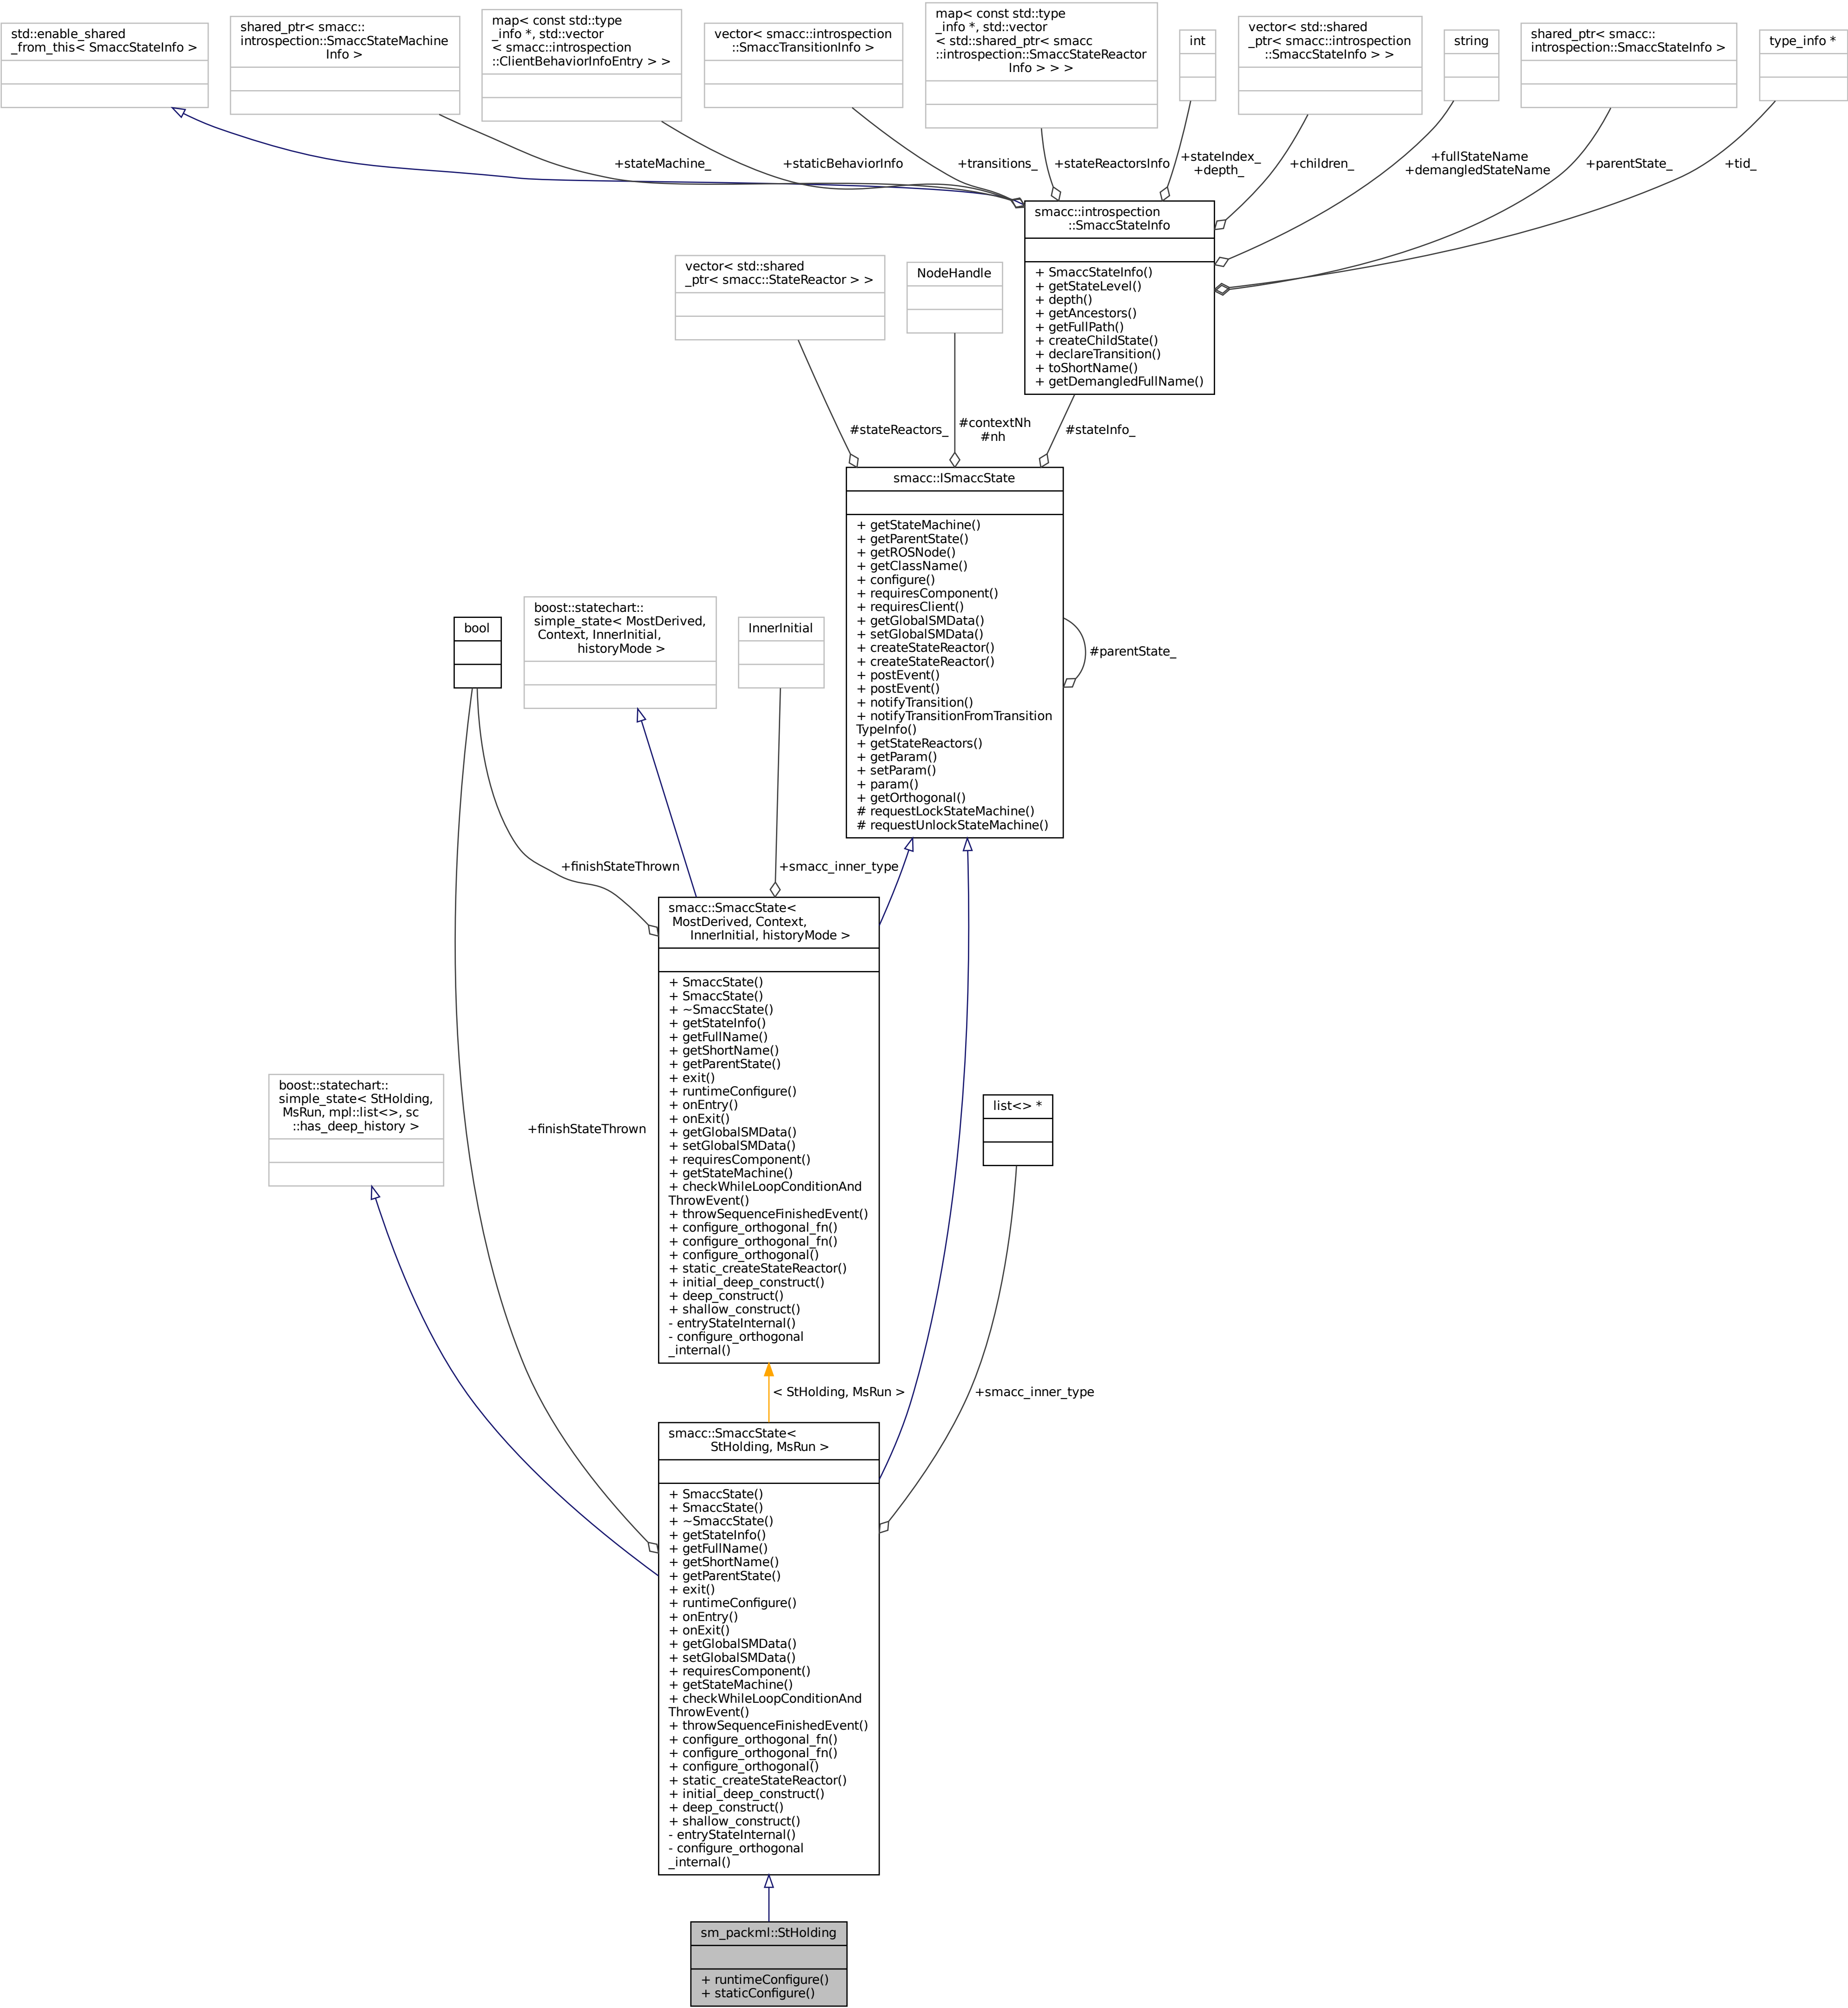 std::enable_shared
_from_this< SmaccStateInfo >
shared_ptr< smacc::
introspection::SmaccStateMachine
Info >
map< const std::type
_info *, std::vector
< smacc::introspection
::ClientBehaviorInfoEntry > >
vector< smacc::introspection
::SmaccTransitionInfo >
map< const std::type
_info *, std::vector
< std::shared_ptr< smacc
::introspection::SmaccStateReactor
Info > > >
int
vector< std::shared
_ptr< smacc::introspection
::SmaccStateInfo > >
string
shared_ptr< smacc::
introspection::SmaccStateInfo >
type_info *
+stateMachine_
+staticBehaviorInfo
+transitions_
+stateReactorsInfo
+stateIndex_
+depth_
+children_
+fullStateName
+demangledStateName
+parentState_
+tid_
smacc::introspection
::SmaccStateInfo
+ SmaccStateInfo()
+ getStateLevel()
+ depth()
+ getAncestors()
+ getFullPath()
+ createChildState()
+ declareTransition()
+ toShortName()
+ getDemangledFullName()
vector< std::shared
_ptr< smacc::StateReactor > >
NodeHandle
#stateReactors_
#contextNh
#nh
#stateInfo_
smacc::ISmaccState
+ getStateMachine()
+ getParentState()
+ getROSNode()
+ getClassName()
+ configure()
+ requiresComponent()
+ requiresClient()
+ getGlobalSMData()
+ setGlobalSMData()
+ createStateReactor()
+ createStateReactor()
+ postEvent()
+ postEvent()
+ notifyTransition()
+ notifyTransitionFromTransition
TypeInfo()
+ getStateReactors()
+ getParam()
+ setParam()
+ param()
+ getOrthogonal()
# requestLockStateMachine()
# requestUnlockStateMachine()
#parentState_
bool
boost::statechart::
simple_state< MostDerived,
Context, InnerInitial,
historyMode >
InnerInitial
+finishStateThrown
+smacc_inner_type
smacc::SmaccState<
MostDerived, Context,
InnerInitial, historyMode >
+ SmaccState()
+ SmaccState()
+ ~SmaccState()
+ getStateInfo()
+ getFullName()
+ getShortName()
+ getParentState()
+ exit()
+ runtimeConfigure()
+ onEntry()
+ onExit()
+ getGlobalSMData()
+ setGlobalSMData()
+ requiresComponent()
+ getStateMachine()
+ checkWhileLoopConditionAnd
ThrowEvent()
+ throwSequenceFinishedEvent()
+ configure_orthogonal_fn()
+ configure_orthogonal_fn()
+ configure_orthogonal()
+ static_createStateReactor()
+ initial_deep_construct()
+ deep_construct()
+ shallow_construct()
- entryStateInternal()
- configure_orthogonal
_internal()
boost::statechart::
simple_state< StHolding,
MsRun, mpl::list<>, sc
::has_deep_history >
+finishStateThrown
list<> *
< StHolding, MsRun >
+smacc_inner_type
smacc::SmaccState<
StHolding, MsRun >
+ SmaccState()
+ SmaccState()
+ ~SmaccState()
+ getStateInfo()
+ getFullName()
+ getShortName()
+ getParentState()
+ exit()
+ runtimeConfigure()
+ onEntry()
+ onExit()
+ getGlobalSMData()
+ setGlobalSMData()
+ requiresComponent()
+ getStateMachine()
+ checkWhileLoopConditionAnd
ThrowEvent()
+ throwSequenceFinishedEvent()
+ configure_orthogonal_fn()
+ configure_orthogonal_fn()
+ configure_orthogonal()
+ static_createStateReactor()
+ initial_deep_construct()
+ deep_construct()
+ shallow_construct()
- entryStateInternal()
- configure_orthogonal
_internal()
sm_packml::StHolding
+ runtimeConfigure()
+ staticConfigure()